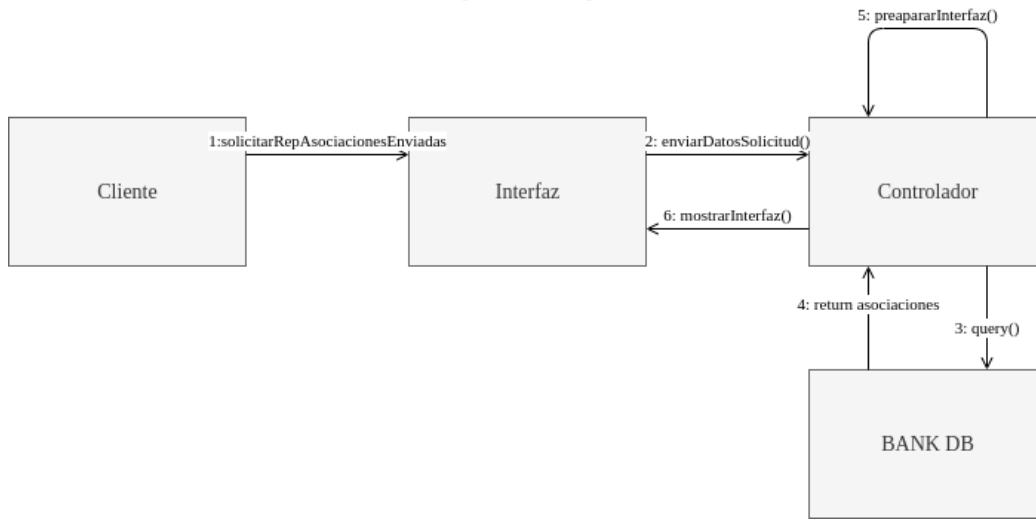 5: preapararInterfaz()
1:solicitarRepAsociacionesEnviadas
2: enviarDatosSolicitud()
Cliente
Interfaz
Controlador
6: mostrarInterfaz()
4: return asociaciones
3: query()
BANK DB